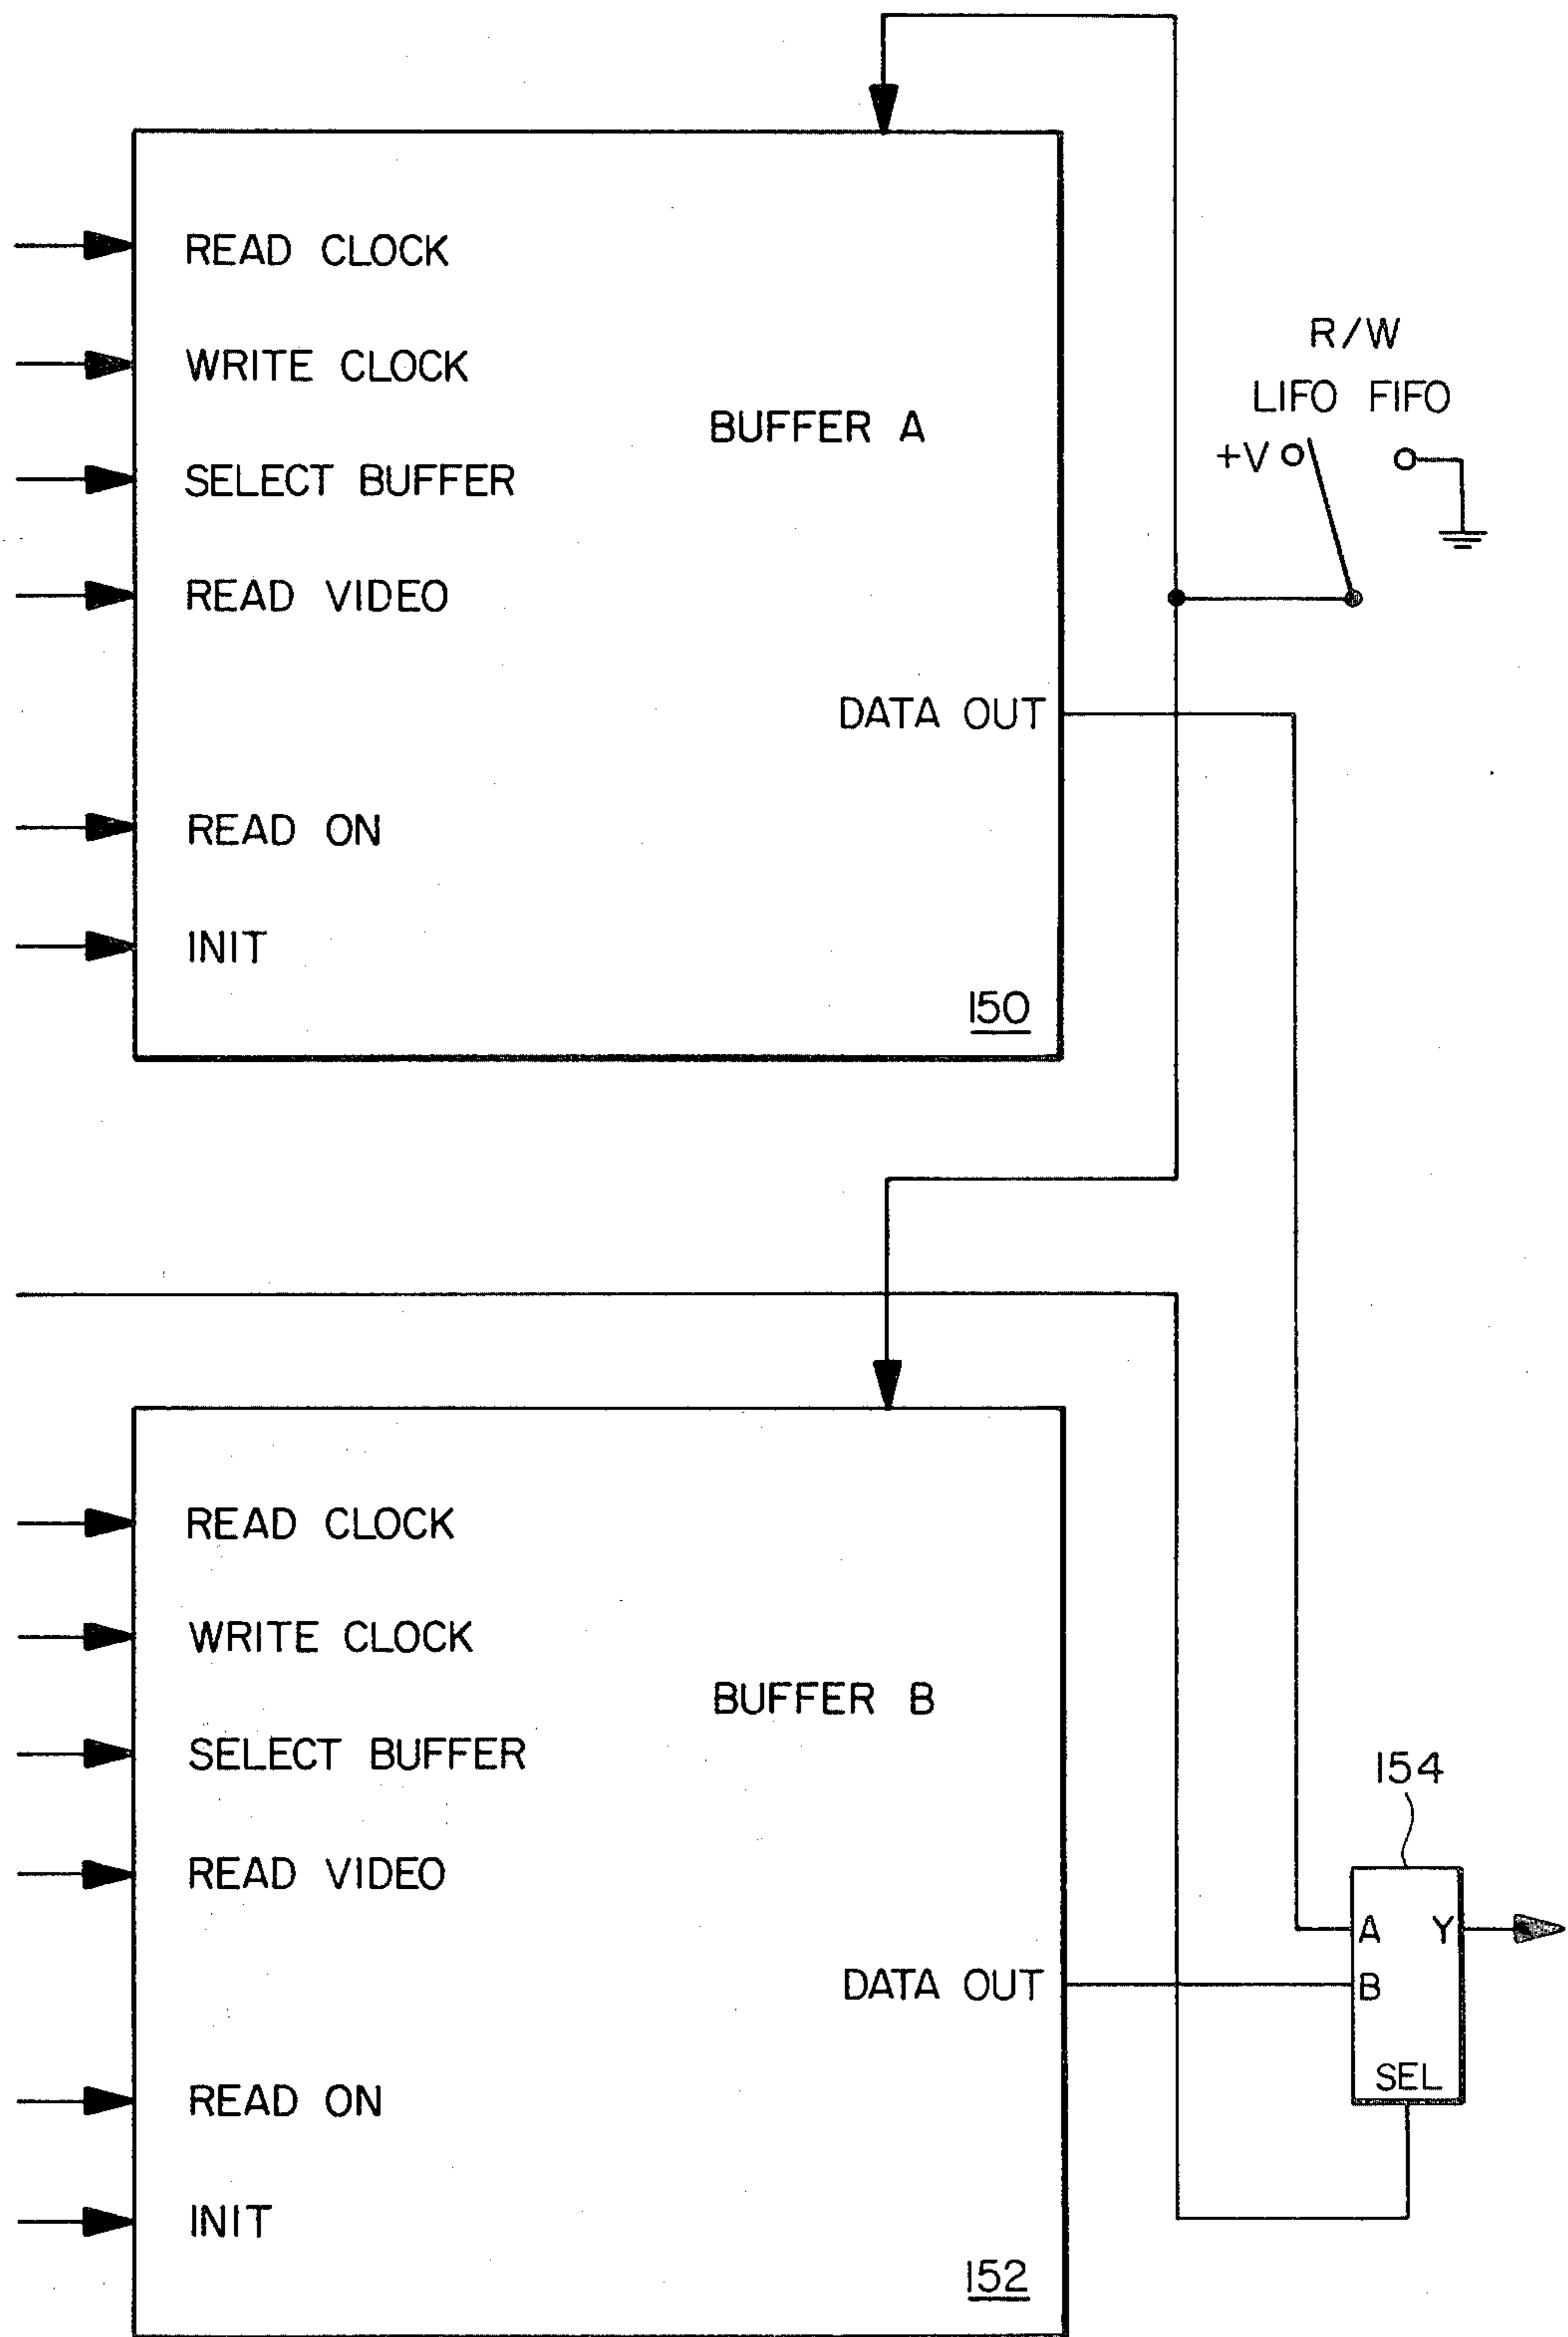 READ CLOCK
WRITE CLOCK
SELECT BUFFER
READ VIDEO
BUFFER A
DATA OUT
READ ON
INIT
150
R/W
LIFO FIFO
+V
READ CLOCK
WRITE CLOCK
SELECT BUFFER
READ VIDEO
BUFFER B
DATA OUT
READ ON
INIT
152
154
A Y
B
SEL